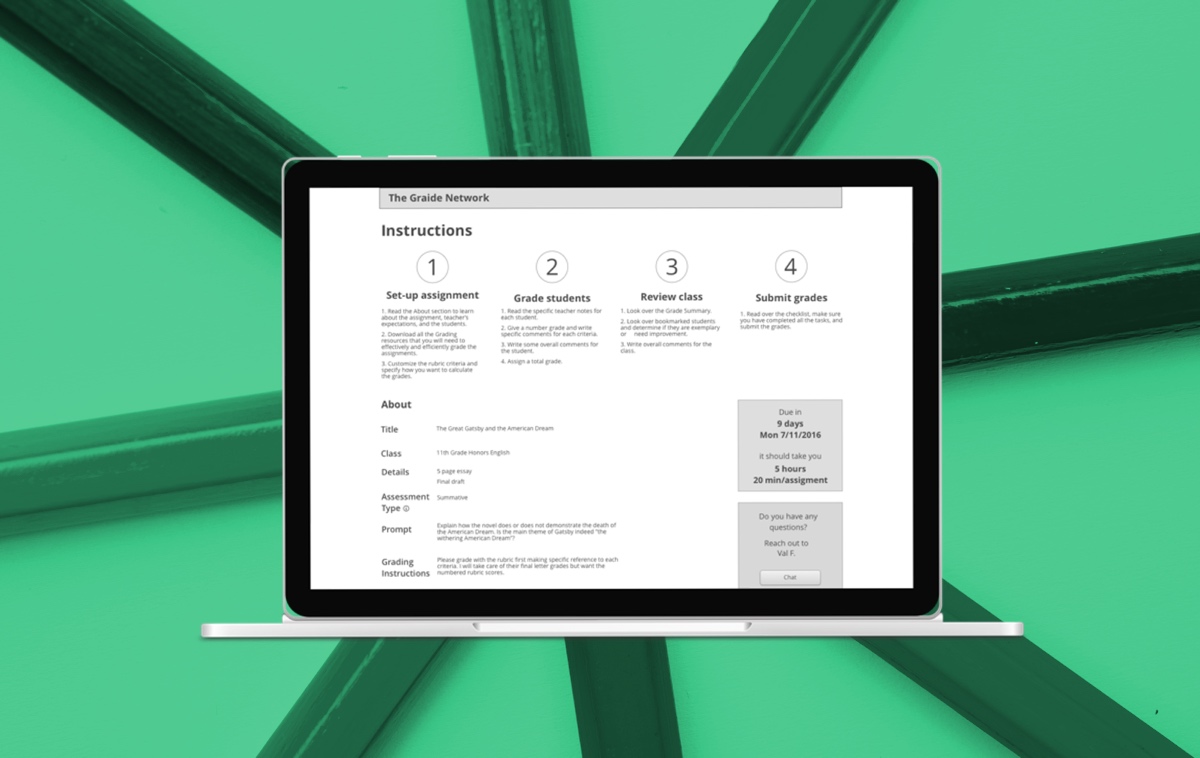 The Graide Network
Instructions
1
Set-up assignment
1. Read the About section to learn
about the assignment, teacher's
expectations, and the students.
2. Download all the Grading
resources that you will need to
effectively and efficiently grade the
assignments.
3. Customize the rubric criteria and
specify how you want to calculate
the grades.
2
Grade students
1. Read the specific teacher notes for
each student.
2. Give a number grade and write
specific comments for each criteria.
3. Write some overall comments for
the student.
4. Assign a total grade.
3
Review class
1. Look over the Grade Summary.
2. Look over bookmarked students
and determine if they are exemplary
or need improvement.
3. Write overall comments for the
class.
4
Submit grades
1. Read over the checklist, make sure
you have completed all the tasks, and
submit the grades.
About
Title
The Great Gatsby and the American Dream
Class
11th Grade Honors English
Details
5 page essay
Final draft
Assessment
Type
Summative
Prompt
Explain how the novel does or does not demonstrate the death of
the American Dream. Is the main theme of Gatsby indeed "the
withering American Dream"?
Grading
Instructions
Please grade with the rubric first making specific reference to each
criteria. I will take care of their final letter grades but want the
numbered rubric scores.
Due in
9 days
Mon 7/11/2016
it should take you
5 hours
20 min/assigment
Do you have any
questions?
Reach out to
Val F.
Chat